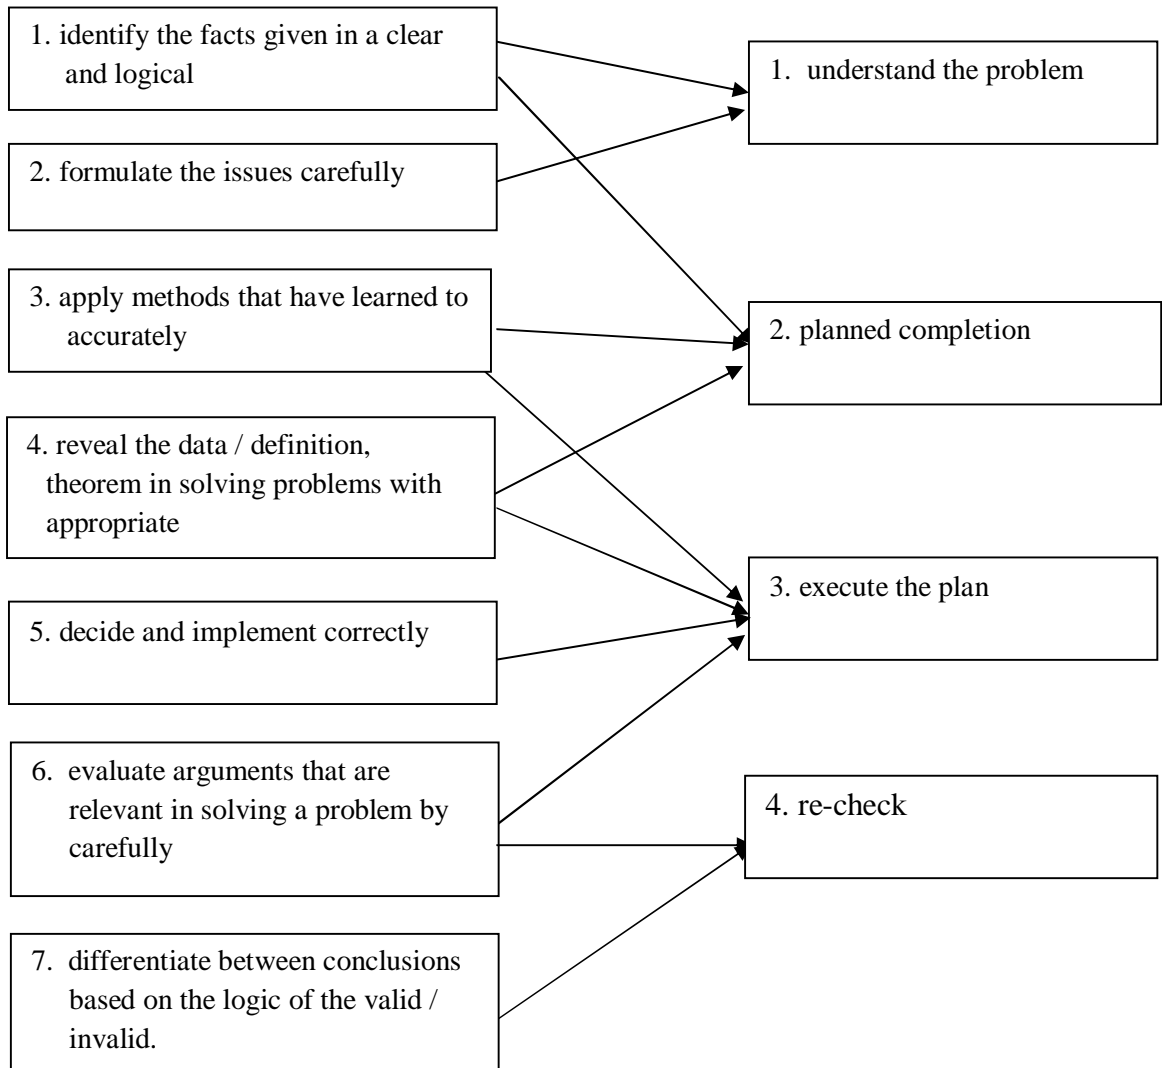 1. identify the facts given in a clear
and logical
2. formulate the issues carefully
3. apply methods that have learned to
accurately
4. reveal the data / definition,
theorem in solving problems with
appropriate
5. decide and implement correctly
6. evaluate arguments that are
relevant in solving a problem by
carefully
7. differentiate between conclusions
based on the logic of the valid /
invalid.
1. understand the problem
2. planned completion
3. execute the plan
4. re-check